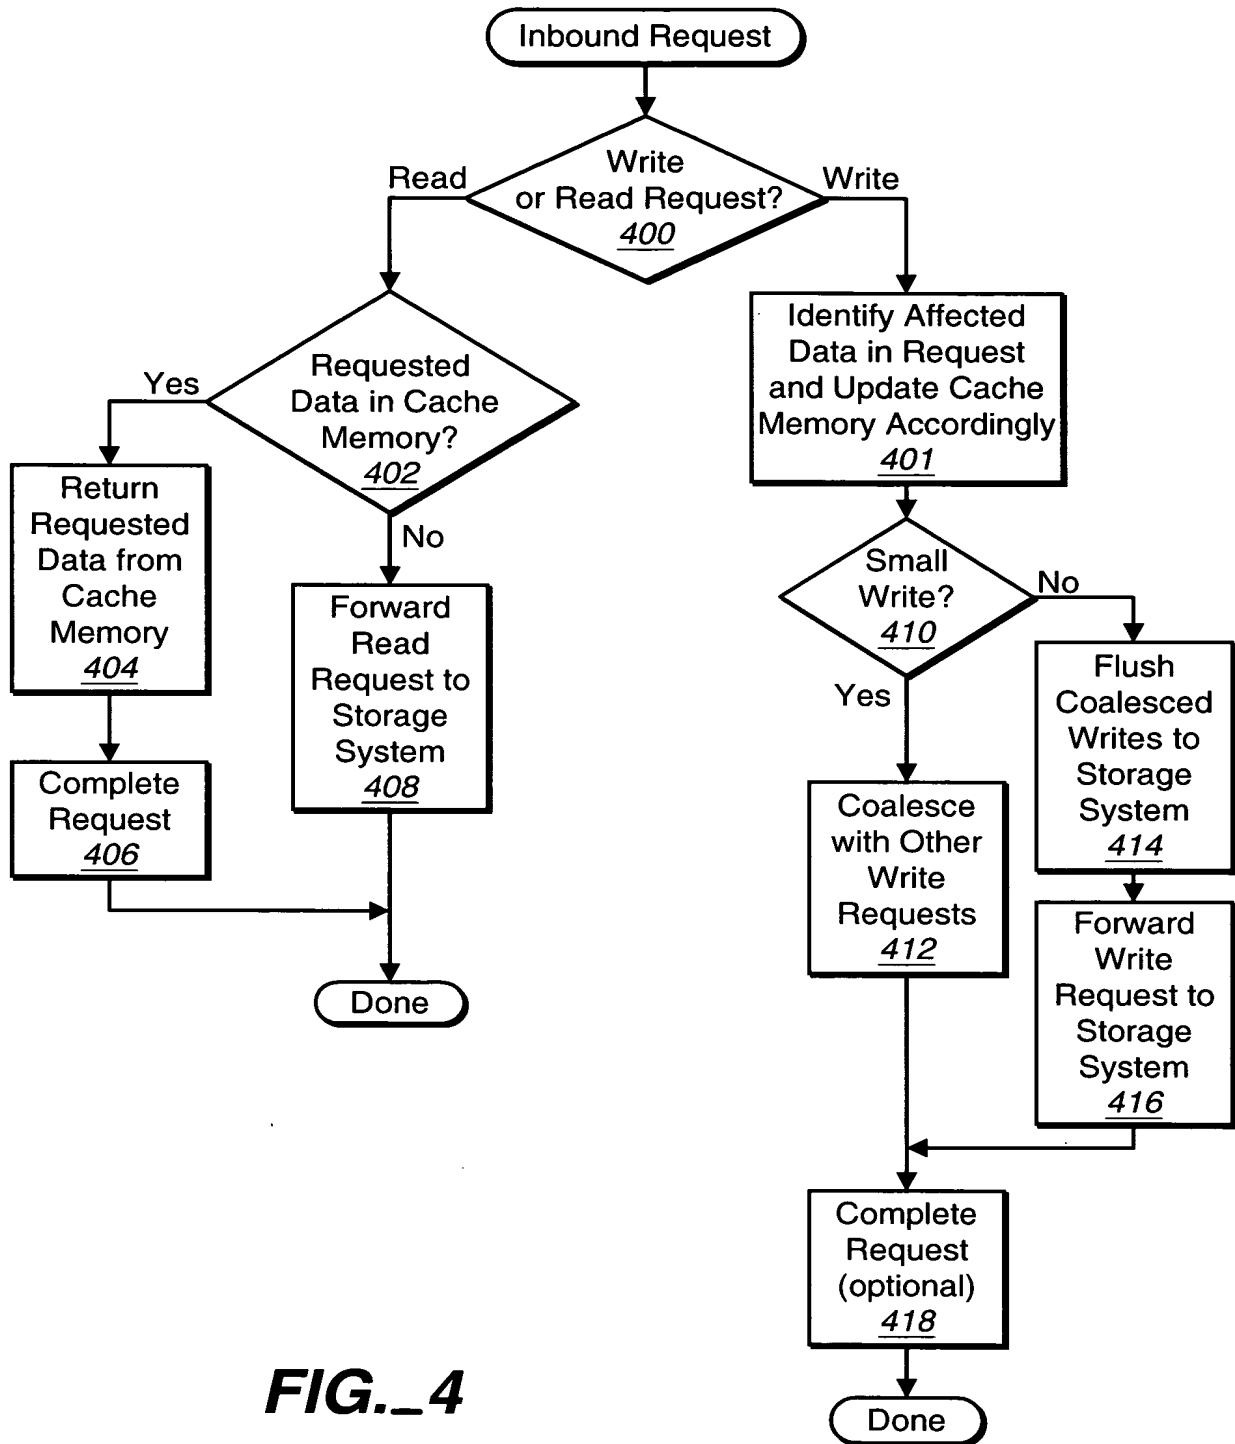 Inbound Request
Write
or Read Request?
400
Read
Write
Requested
Data in Cache
Memory?
402
Yes
No
Return
Requested
Data from
Cache
Memory
404
Complete
Request
406
Forward
Read
Request to
Storage
System
408
Done
Identify Affected
Data in Request
and Update Cache
Memory Accordingly
401
Small
Write?
410
No
Yes
Coalesce
with Other
Write
Requests
412
Flush
Coalesced
Writes to
Storage
System
414
Forward
Write
Request to
Storage
System
416
Complete
Request
(optional)
418
Done
FIG._4